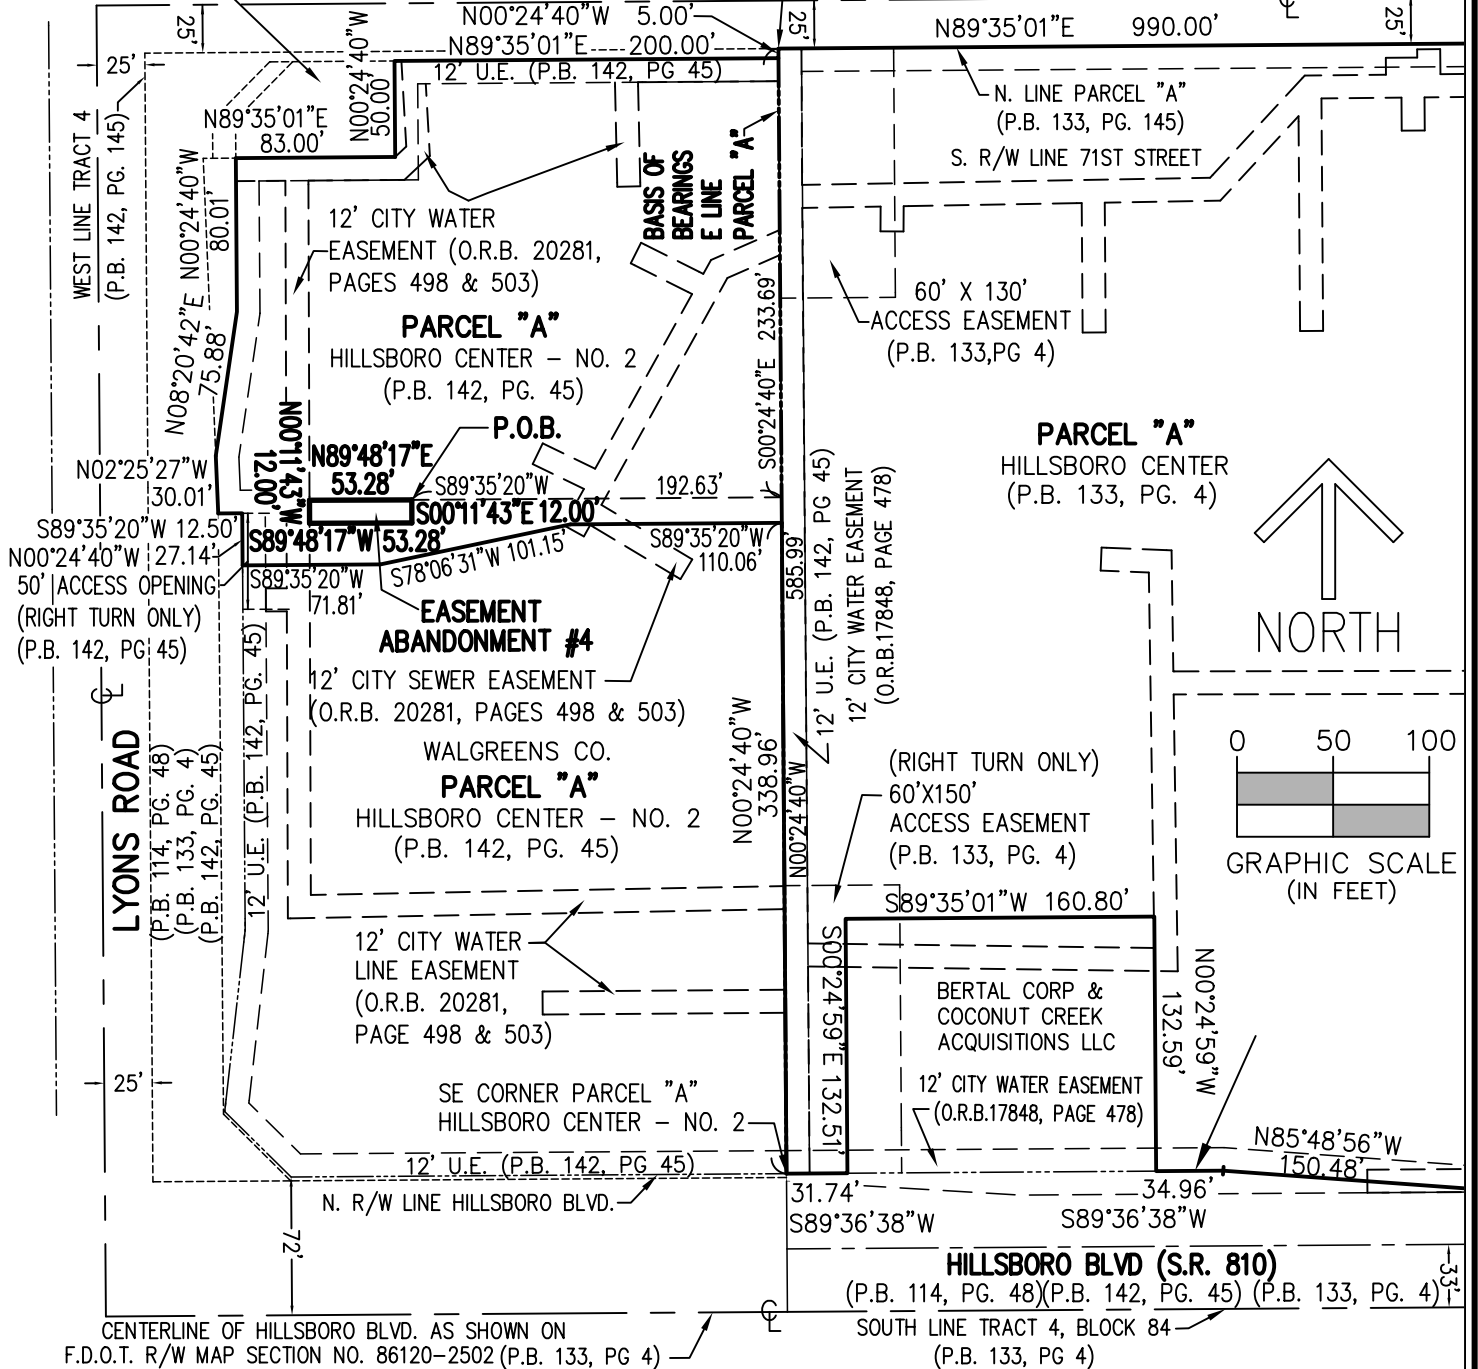 N00°24'40"W 5.00'
N89°35'01"E 200.00'
12' U.E. (P.B. 142, PG 45)
25'
25'
25'
25'
N89°35'01"E 990.00'
℄
N. LINE PARCEL "A"
(P.B. 133, PG. 145)
S. R/W LINE 71ST STREET
N00°24'40"W
50.00
N89°35'01"E
83.00'
WEST LINE TRACT 4
(P.B. 142, PG. 145)
N00°24'40"W
80.01'
BASIS OF
BEARINGS
E LINE
PARCEL "A"
12' CITY WATER
EASEMENT (O.R.B. 20281,
PAGES 498 & 503)
S00°24'40"E 233.69'
60' X 130'
ACCESS EASEMENT
(P.B. 133,PG 4)
PARCEL "A"
HILLSBORO CENTER – NO. 2
(P.B. 142, PG. 45)
N08°20'42"E
75.88'
P.O.B.
N00°11'43"W
12.00'
N89°48'17"E
53.28'
S89°35'20"W
192.63'
PARCEL "A"
HILLSBORO CENTER
(P.B. 133, PG. 4)
N02°25'27"W
30.01'
S00°11'43"E 12.00'
S89°35'20"W 12.50'
S89°48'17"W 53.28'
S89°35'20"W
110.06'
N00°24'40"W 27.14'
S78°06'31"W 101.15'
S89°35'20"W
71.81'
50' ACCESS OPENING
(RIGHT TURN ONLY)
(P.B. 142, PG 45)
585.99'
12' U.E. (P.B. 142, PG 45)
12' CITY WATER EASEMENT
(O.R.B.17848, PAGE 478)
NORTH
EASEMENT
ABANDONMENT #4
12' CITY SEWER EASEMENT
(O.R.B. 20281, PAGES 498 & 503)
℄
LYONS ROAD
(P.B. 114, PG. 48)
(P.B. 133, PG. 4)
(P.B. 142, PG. 45)
12' U.E. (P.B. 142, PG. 45)
WALGREENS CO.
PARCEL "A"
HILLSBORO CENTER – NO. 2
(P.B. 142, PG. 45)
N00°24'40"W
338.96'
N00°24'40"W
(RIGHT TURN ONLY)
60'X150'
ACCESS EASEMENT
(P.B. 133, PG. 4)
0 50 100
GRAPHIC SCALE
(IN FEET)
S89°35'01"W 160.80'
12' CITY WATER
LINE EASEMENT
(O.R.B. 20281,
PAGE 498 & 503)
S00°24'59"E 132.51'
BERTAL CORP &
COCONUT CREEK
ACQUISITIONS LLC
N00°24'59"W
132.59'
25'
SE CORNER PARCEL "A"
HILLSBORO CENTER – NO. 2
12' CITY WATER EASEMENT
(O.R.B.17848, PAGE 478)
N85°48'56"W
150.48'
12' U.E. (P.B. 142, PG 45)
N. R/W LINE HILLSBORO BLVD.
31.74'
S89°36'38"W
34.96'
S89°36'38"W
72'
HILLSBORO BLVD (S.R. 810)
(P.B. 114, PG. 48)(P.B. 142, PG. 45) (P.B. 133, PG. 4)
33'
℄
CENTERLINE OF HILLSBORO BLVD. AS SHOWN ON
F.D.O.T. R/W MAP SECTION NO. 86120–2502 (P.B. 133, PG 4)
SOUTH LINE TRACT 4, BLOCK 84
(P.B. 133, PG 4)